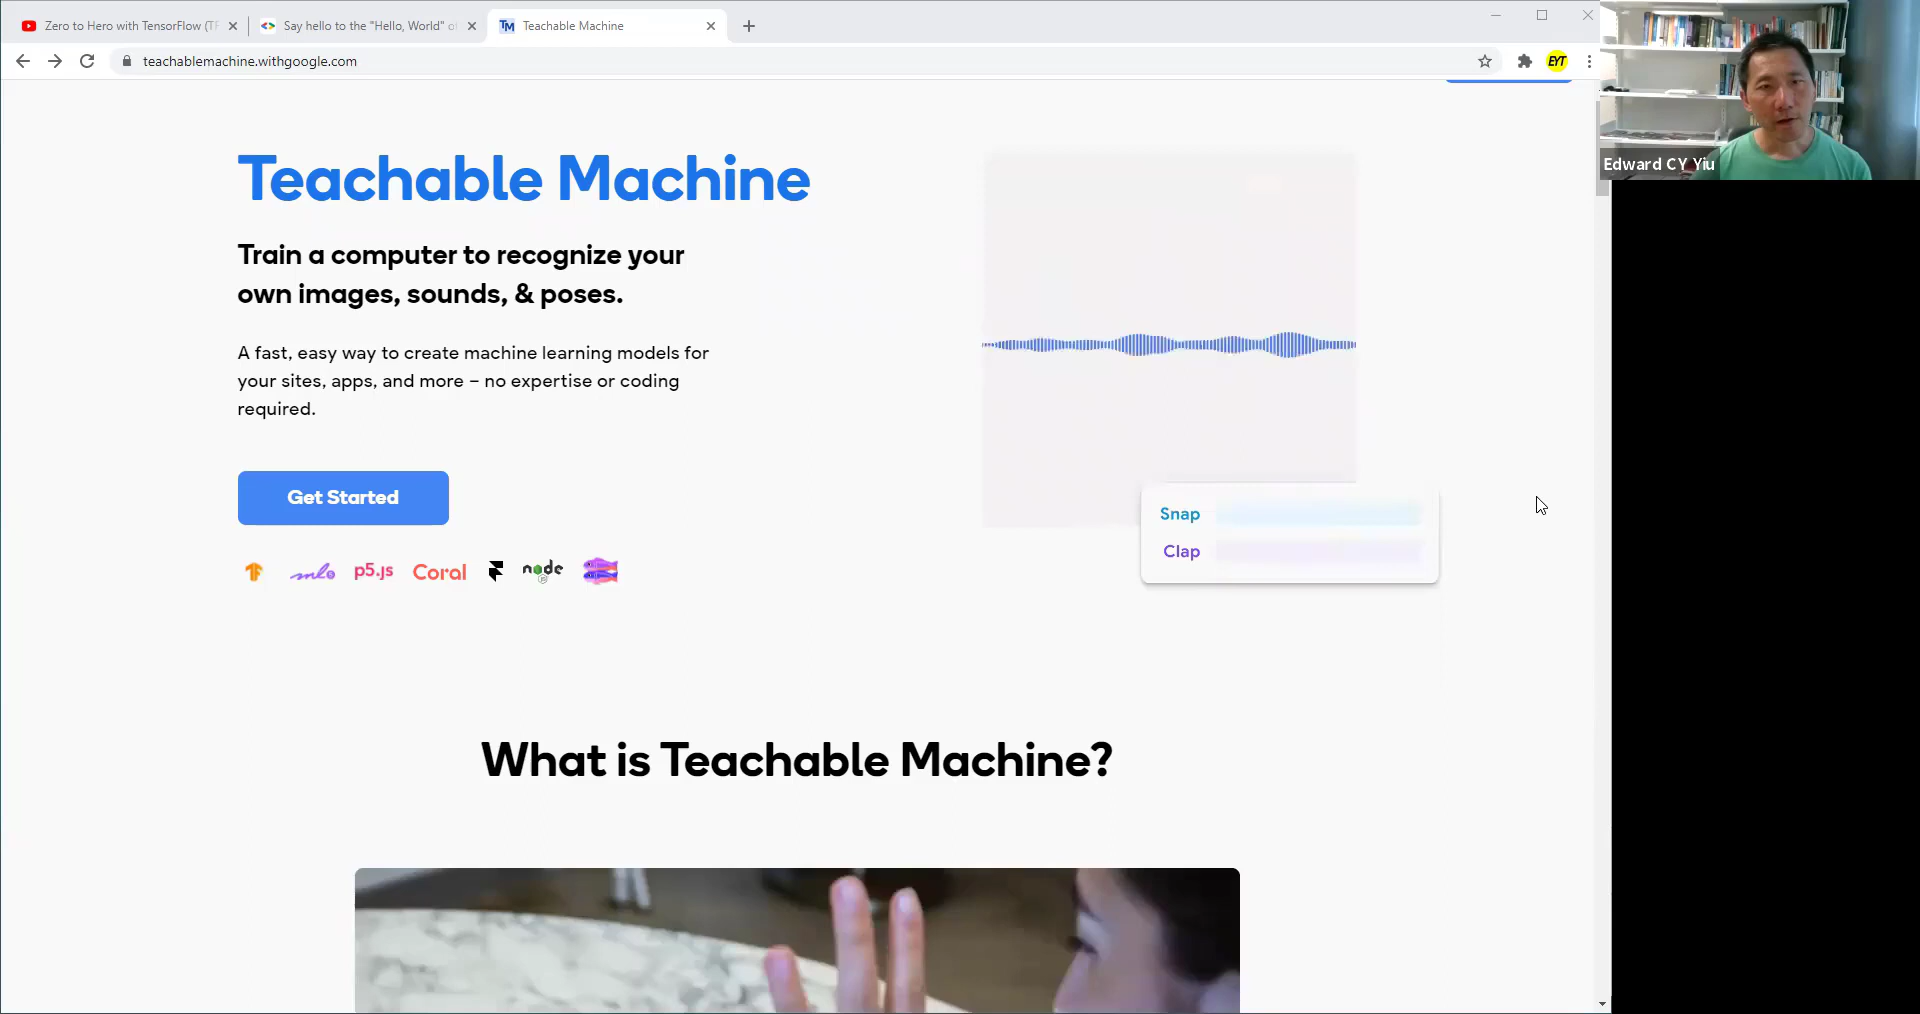 Zero to Hero with TensorFlow (TF
Say hello to the "Hello, World" o
Teachable Machine
teachablemachine.withgoogle.com
EYT
Edward CY Yiu
Teachable Machine
Train a computer to recognize your
own images, sounds, & poses.
A fast, easy way to create machine learning models for
your sites, apps, and more – no expertise or coding
required.
Get Started
p5.js
Coral
node
Snap
Clap
What is Teachable Machine?